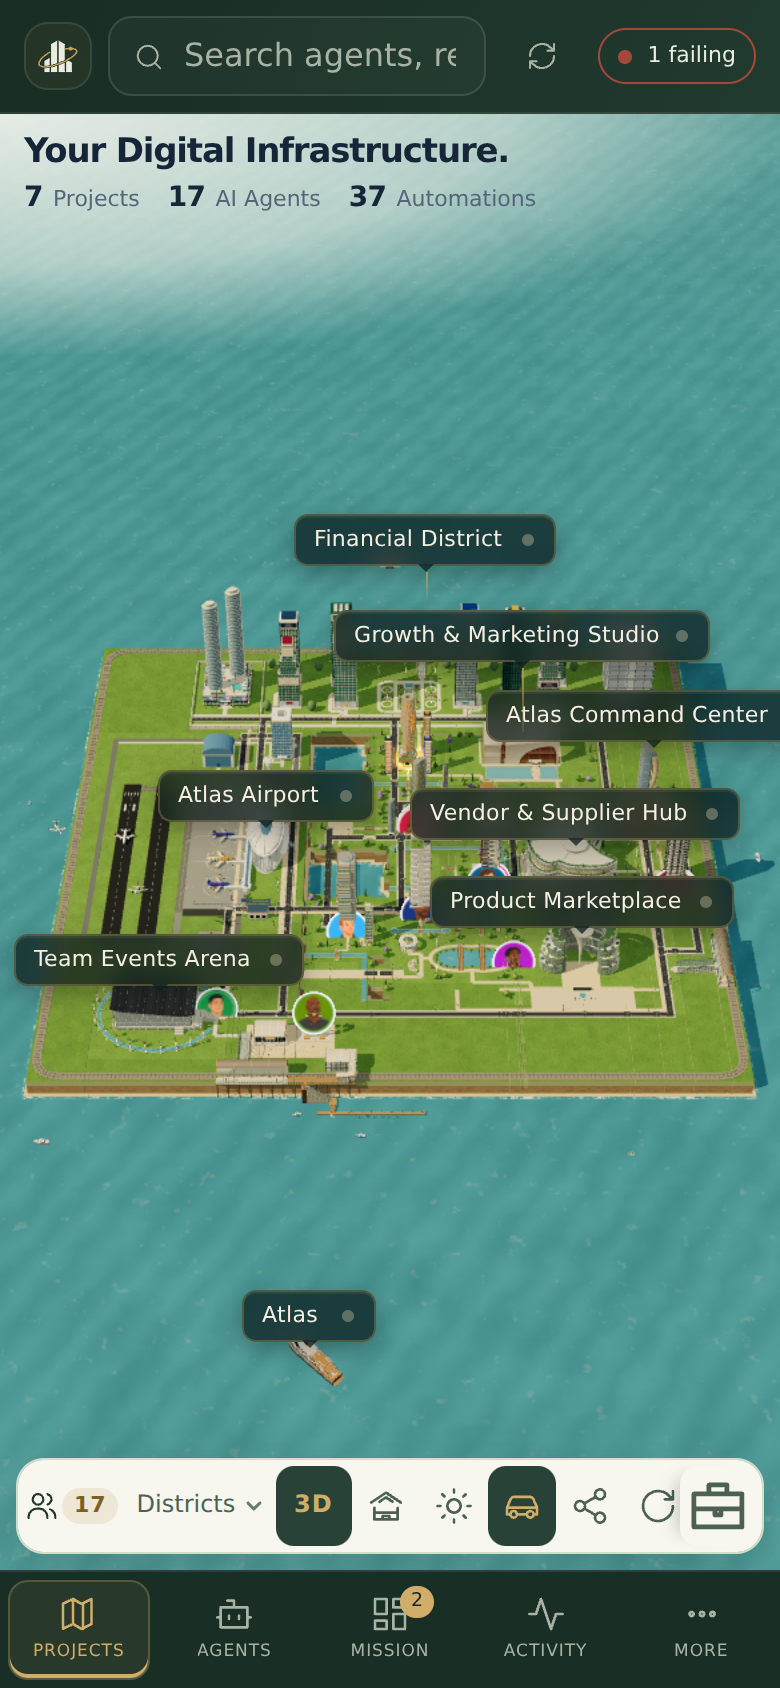 Search agents, re
1 failing
Your Digital Infrastructure.
7 Projects 17 AI Agents 37 Automations
Financial District
Growth & Marketing Studio
Atlas Command Center
Atlas Airport
Vendor & Supplier Hub
Product Marketplace
Team Events Arena
Atlas
17 Districts 3D
2
PROJECTS AGENTS MISSION ACTIVITY MORE